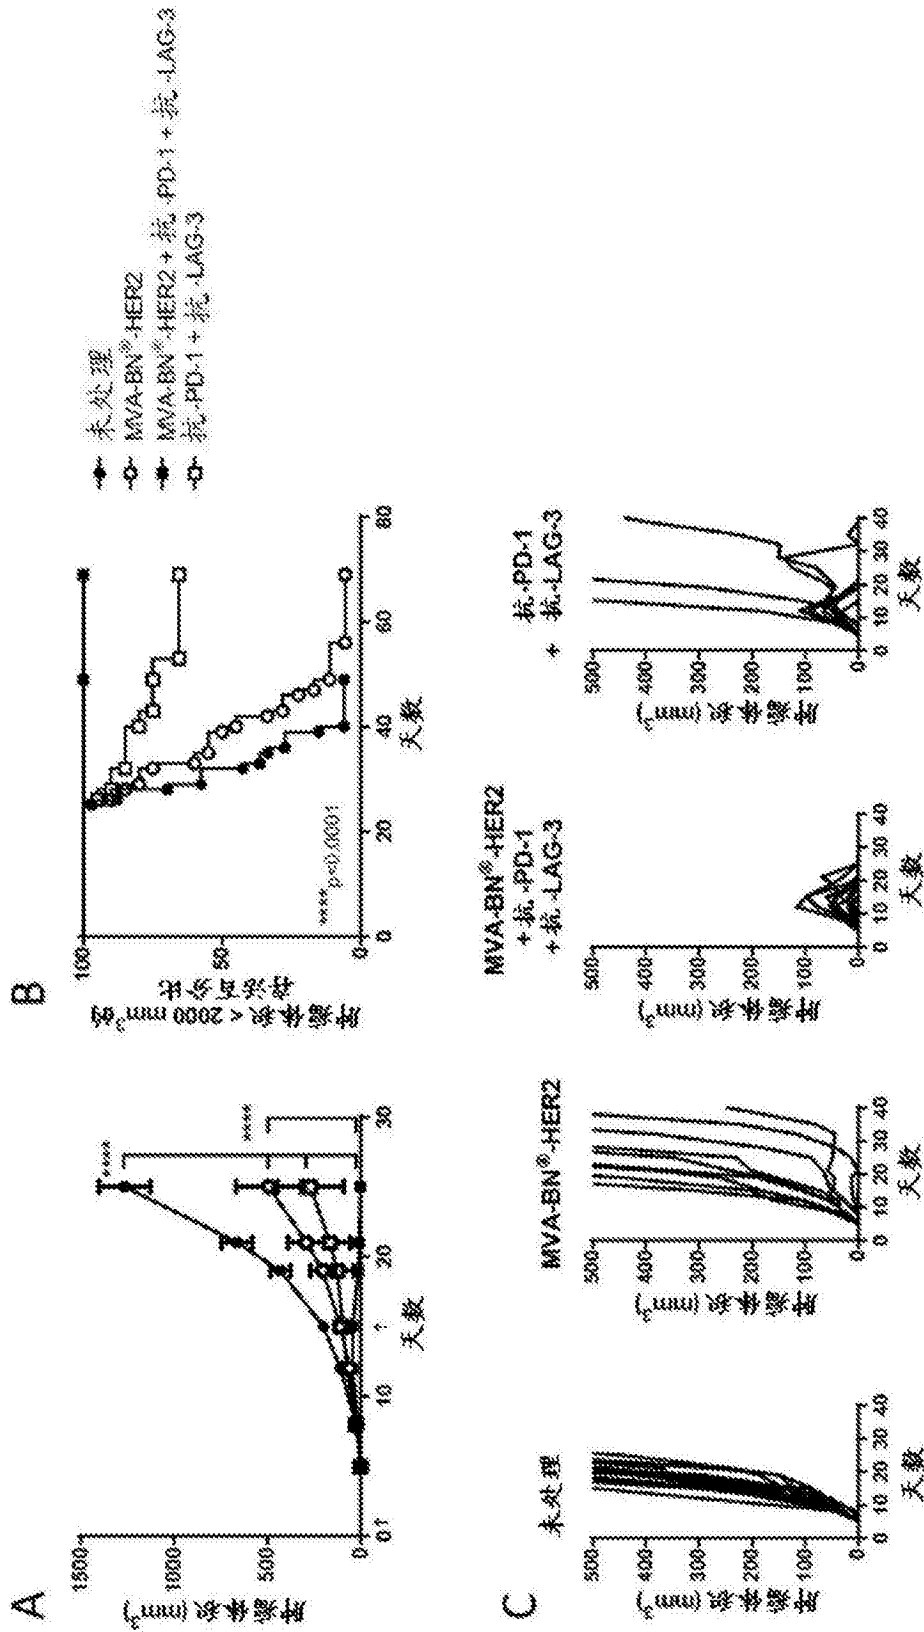 A
肿瘤体积 (mm³)
1500
1000
500
0
0↑
10
↑
20
30
天数
****
****
B
肿瘤体积 < 2000 mm³的
存活百分比
100
50
0
0
20
40
60
80
天数
****p<0.0001
未处理
MVA-BN®-HER2
MVA-BN®-HER2 + 抗-PD-1 + 抗-LAG-3
抗-PD-1 + 抗-LAG-3
C
未处理
肿瘤体积 (mm³)
500
400
300
200
100
0
0 10 20 30 40
天数
MVA-BN®-HER2
肿瘤体积 (mm³)
500
400
300
200
100
0
0 10 20 30 40
天数
MVA-BN®-HER2
+ 抗-PD-1
+ 抗-LAG-3
肿瘤体积 (mm³)
500
400
300
200
100
0
0 10 20 30 40
天数
抗-PD-1
+ 抗-LAG-3
肿瘤体积 (mm³)
500
400
300
200
100
0
0 10 20 30 40
天数